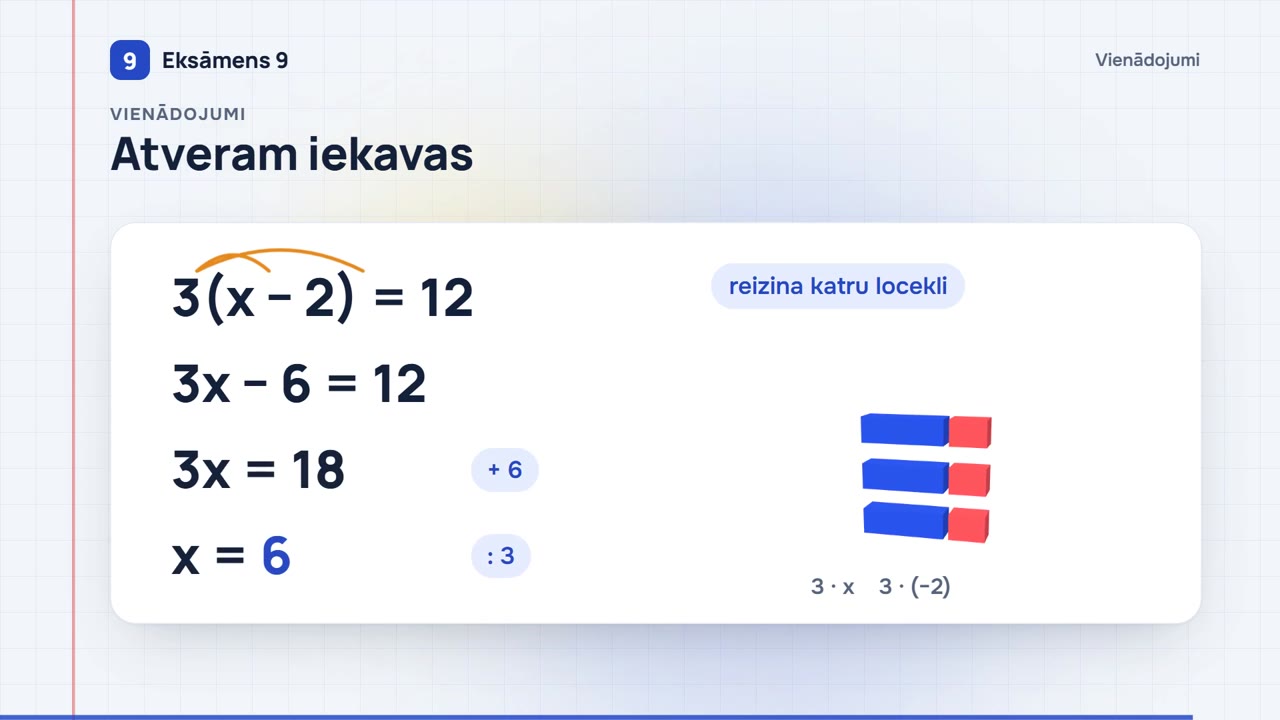 9 Eksāmens 9
Vienādojumi
VIENĀDOJUMI
Atveram iekavas
3(x − 2) = 12
reizina katru locekli
3x − 6 = 12
3x = 18
+ 6
x = 6
: 3
3 · x 3 · (−2)